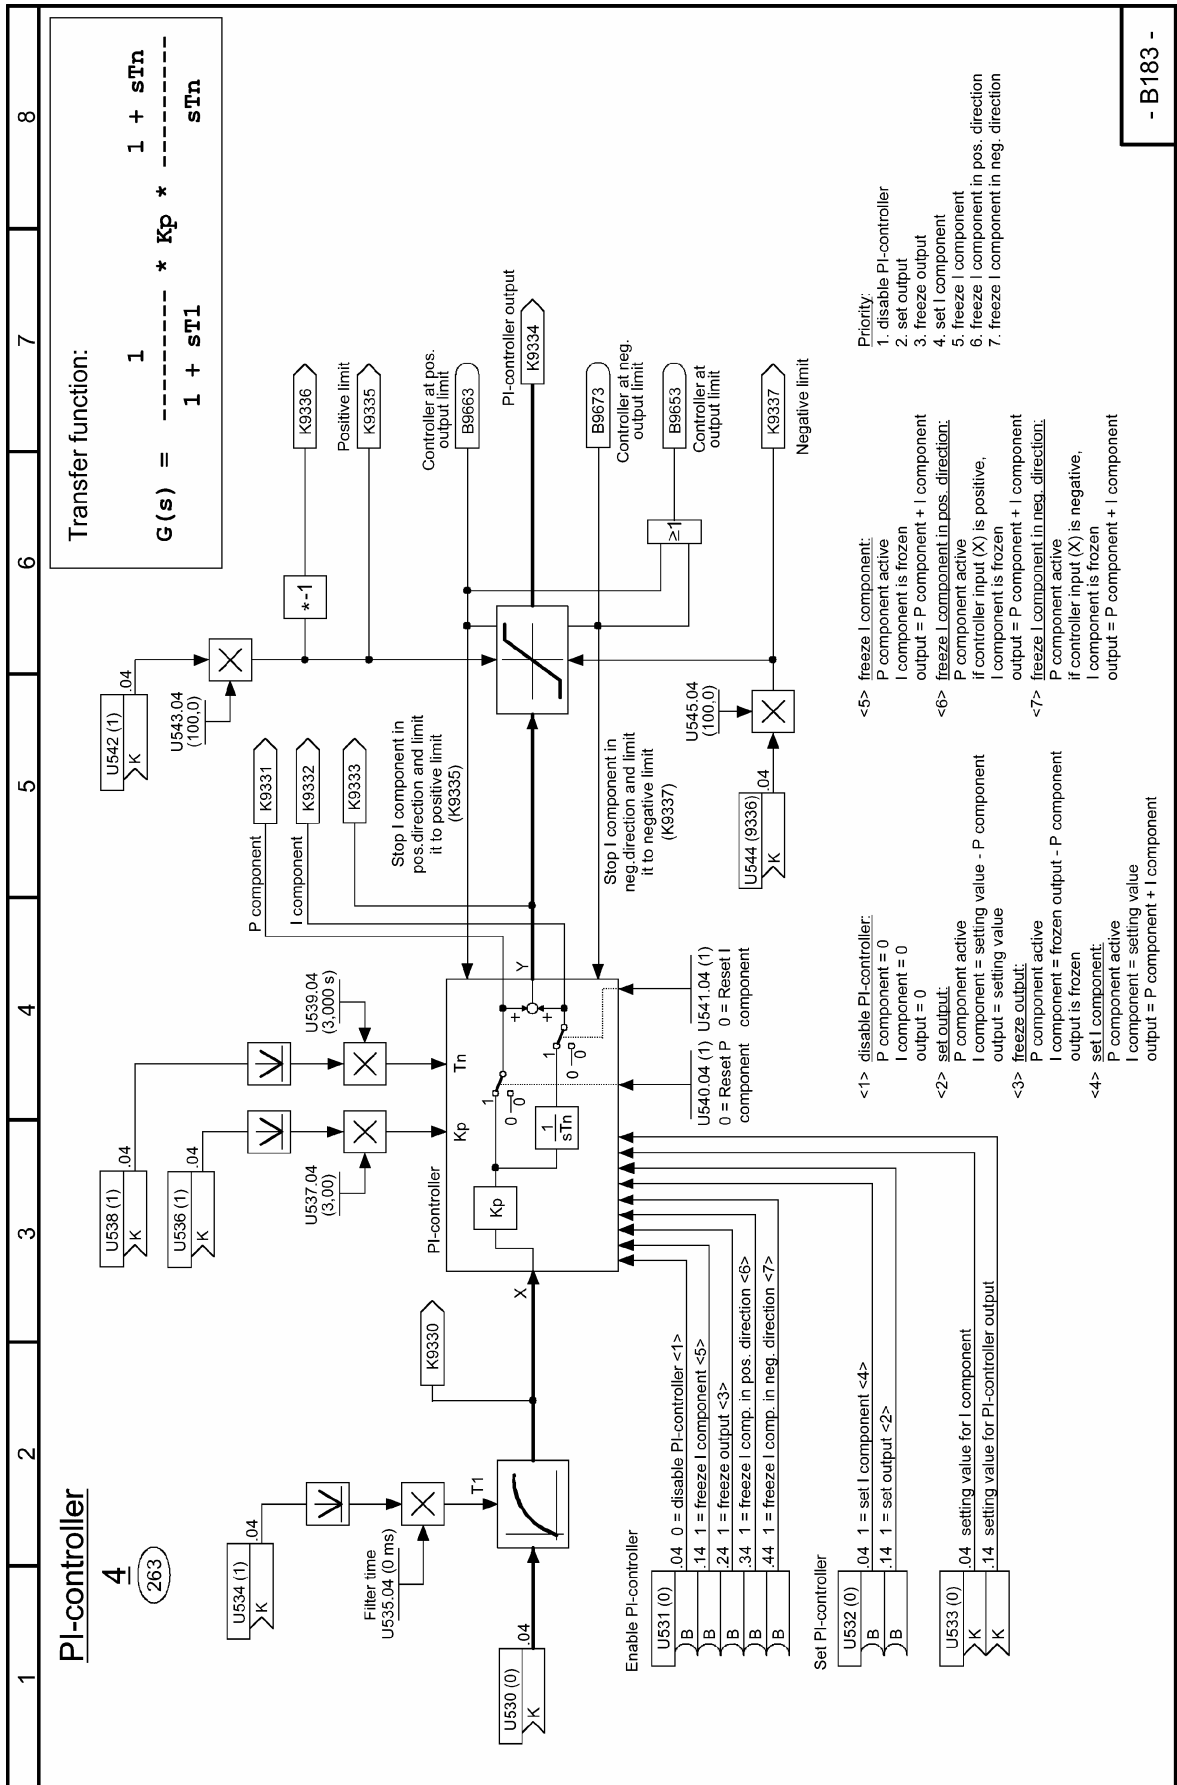 1 2 3 4 5 6 7 8
PI-controller
4
263
Transfer function:
1 1 + sTn
G(s) = -------- * Kp * ---------
1 + sT1 sTn
U534 (1)
K
.04
Filter time
U535.04 (0 ms)
T1
U530 (0)
K
.04
K9330
X
U538 (1)
K
.04
U536 (1)
K
.04
U537.04
(3,00)
U539.04
(3,000 s)
PI-controller
Kp
Tn
Kp
1
sTn
1
0
0
1
0
0
+
+
Y
P component
K9331
I component
K9332
K9333
U542 (1)
K
.04
U543.04
(100,0)
*-1
K9336
Positive limit
K9335
Stop I component in
pos.direction and limit
it to positive limit
(K9335)
Controller at pos.
output limit
B9663
PI-controller output
K9334
Stop I component in
neg.direction and limit
it to negative limit
(K9337)
B9673
Controller at neg.
output limit
≥1
B9653
Controller at
output limit
U545.04
(100,0)
U544 (9336)
K
.04
K9337
Negative limit
U540.04 (1)
0 = Reset P
component
U541.04 (1)
0 = Reset I
component
Enable PI-controller
U531 (0)
B .04 0 = disable PI-controller <1>
B .14 1 = freeze I component <5>
B .24 1 = freeze output <3>
B .34 1 = freeze I comp. in pos. direction <6>
B .44 1 = freeze I comp. in neg. direction <7>
Set PI-controller
U532 (0)
B .04 1 = set I component <4>
B .14 1 = set output <2>
U533 (0)
K .04 setting value for I component
K .14 setting value for PI-controller output
<1> disable PI-controller:
P component = 0
I component = 0
output = 0
<2> set output:
P component active
I component = setting value - P component
output = setting value
<3> freeze output:
P component active
I component = frozen output - P component
output is frozen
<4> set I component:
P component active
I component = setting value
output = P component + I component
<5> freeze I component:
P component active
I component is frozen
output = P component + I component
<6> freeze I component in pos. direction:
P component active
if controller input (X) is positive,
I component is frozen
output = P component + I component
<7> freeze I component in neg. direction:
P component active
if controller input (X) is negative,
I component is frozen
output = P component + I component
Priority:
1. disable PI-controller
2. set output
3. freeze output
4. set I component
5. freeze I component
6. freeze I component in pos. direction
7. freeze I component in neg. direction
- B183 -